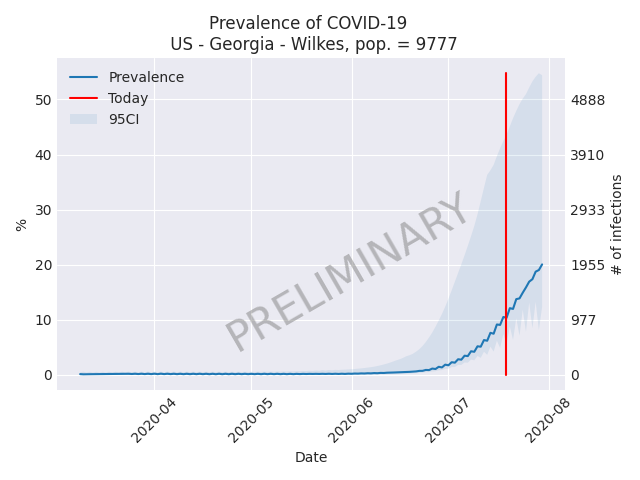 Prevalence of COVID-19
US - Georgia - Wilkes, pop. = 9777
Prevalence
Today
95CI
50
40
30
20
10
0
%
4888
3910
2933
1955
977
0
# of infections
PRELIMINARY
2020-04
2020-05
2020-06
2020-07
2020-08
Date